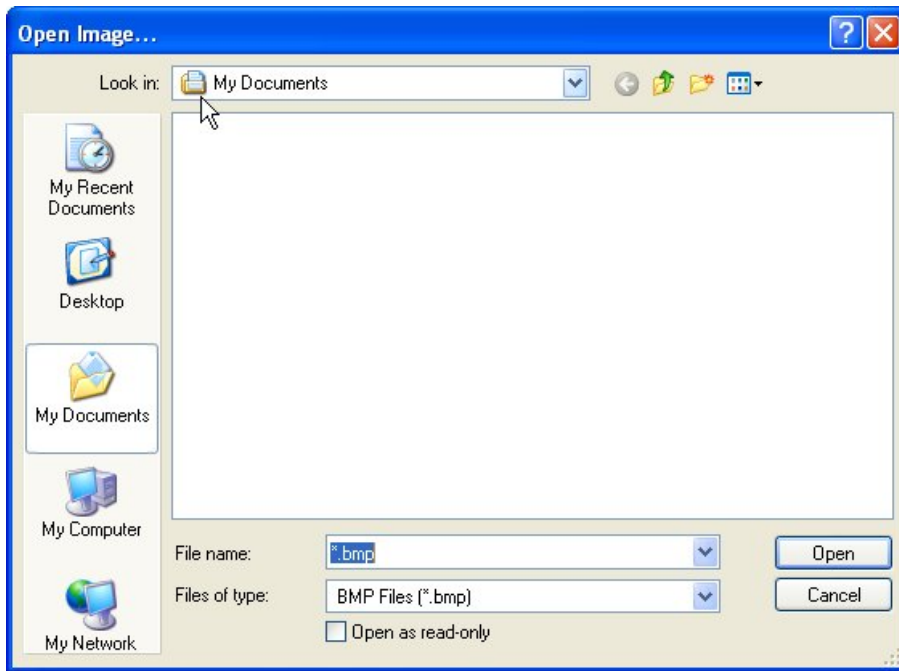 Open Image...
Look in: My Documents
My Recent
Documents
Desktop
My Documents
My Computer
My Network
File name: *.bmp Open
Files of type: BMP Files (*.bmp) Cancel
Open as read-only